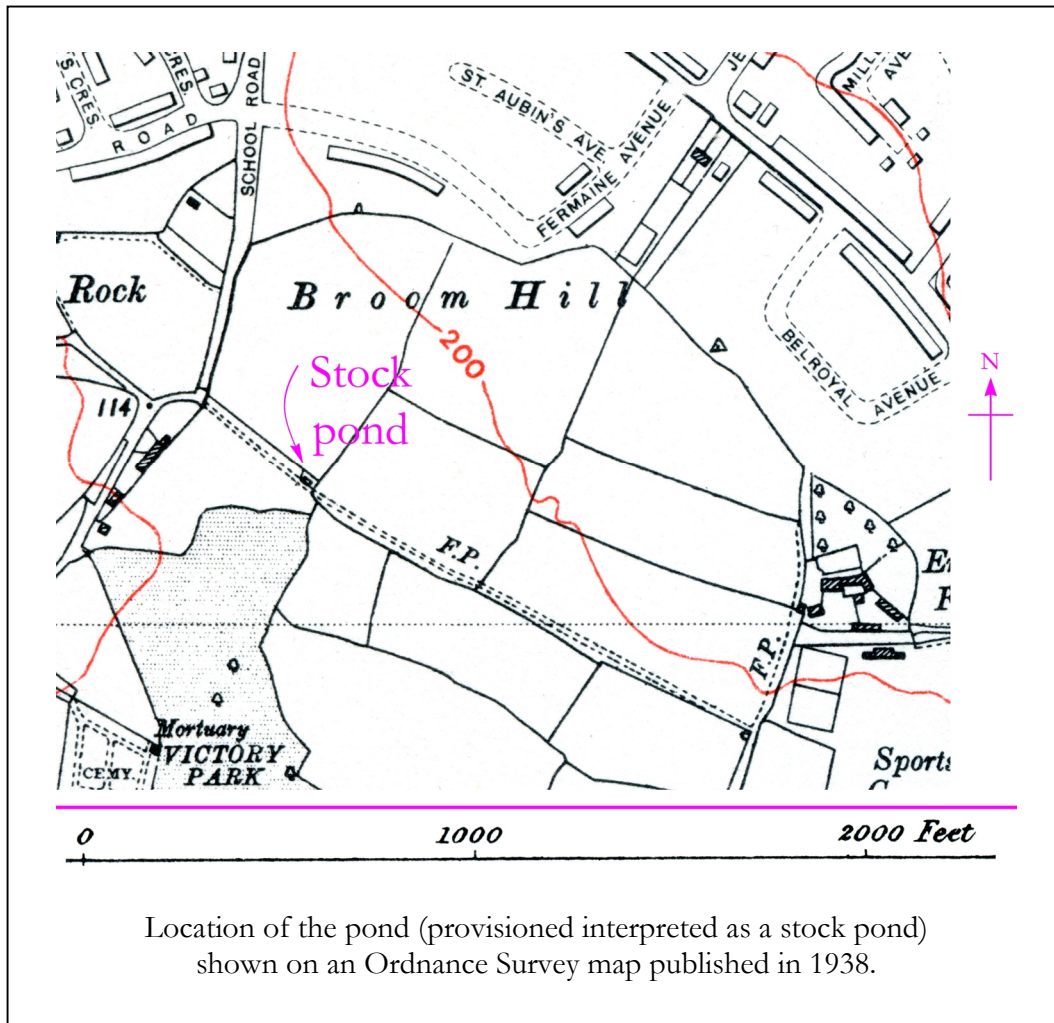 S CRES
CRES.
ROAD
SCHOOL ROAD
ST. AUBIN'S AVE
FERMAINE AVENUE
JE
MILL
AVE
Rock
Broom Hill
200
BELROYAL AVENUE
N
Stock
pond
114
F.P.
F.P.
Mortuary
VICTORY
PARK
CEMY.
Sports
0 1000 2000 Feet
Location of the pond (provisioned interpreted as a stock pond)
shown on an Ordnance Survey map published in 1938.